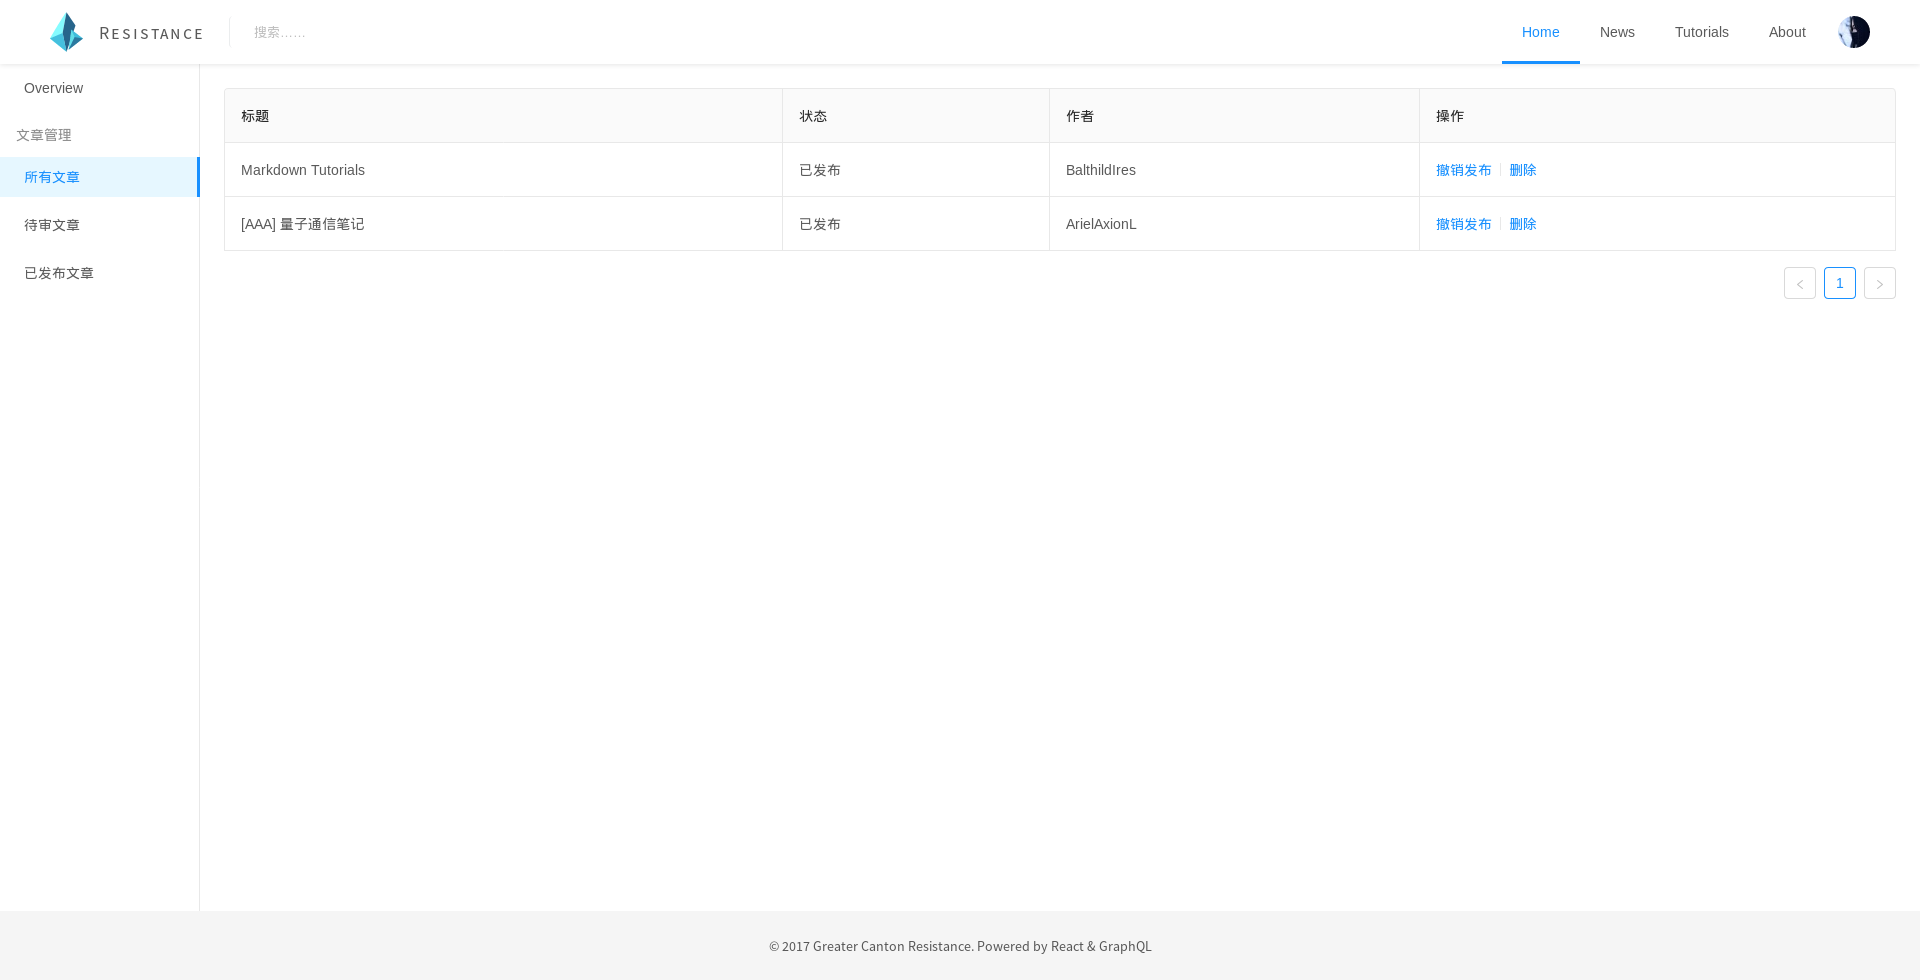 RESISTANCE 搜索…… Home News Tutorials About
Overview
文章管理
所有文章
待审文章
已发布文章
标题 状态 作者 操作
Markdown Tutorials 已发布 BalthildIres 撤销发布 删除
[AAA] 量子通信笔记 已发布 ArielAxionL 撤销发布 删除
1
© 2017 Greater Canton Resistance. Powered by React & GraphQL